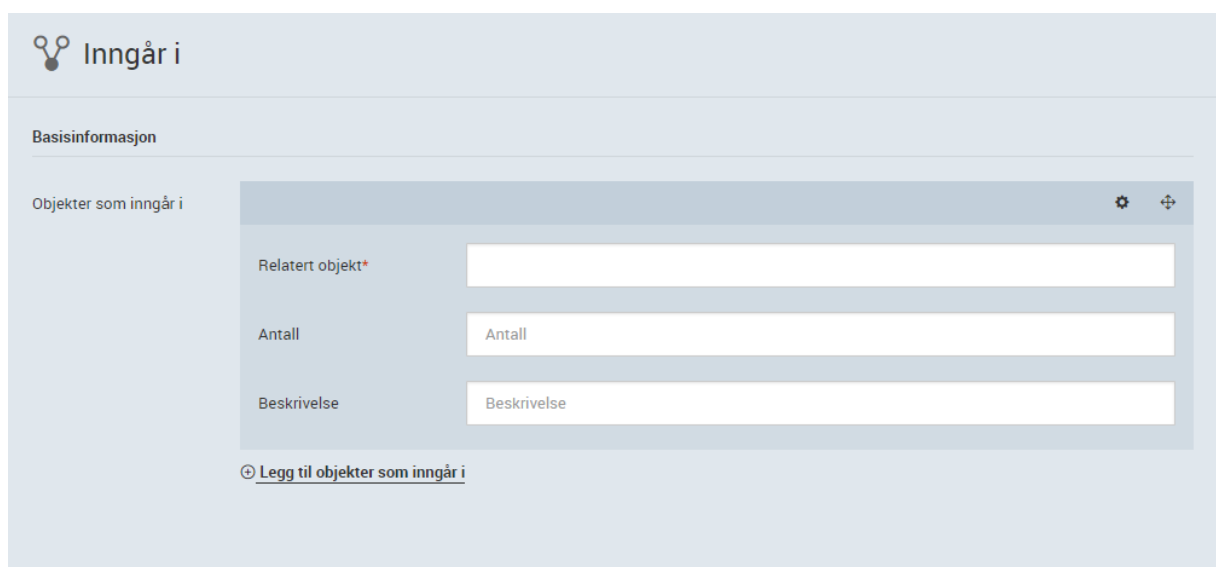 Inngår i
Basisinformasjon
Objekter som inngår i
Relatert objekt*
Antall Antall
Beskrivelse Beskrivelse
Legg til objekter som inngår i